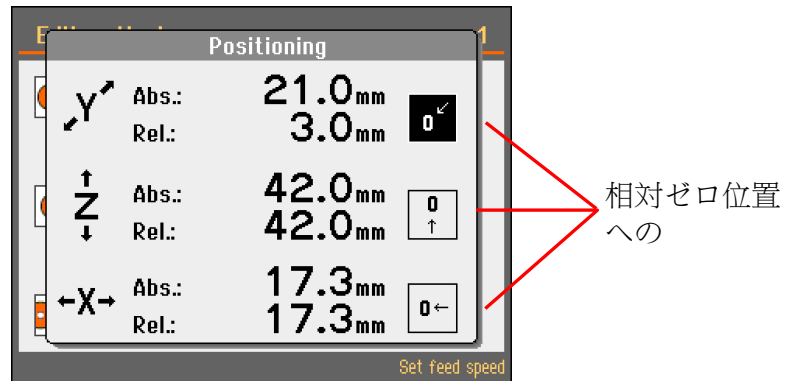 Positioning
1
Y Abs.: 21.0mm 0
Rel.: 3.0mm
Z Abs.: 42.0mm 0
Rel.: 42.0mm
←X→ Abs.: 17.3mm 0←
Rel.: 17.3mm
Set feed speed
相対ゼロ位置
への